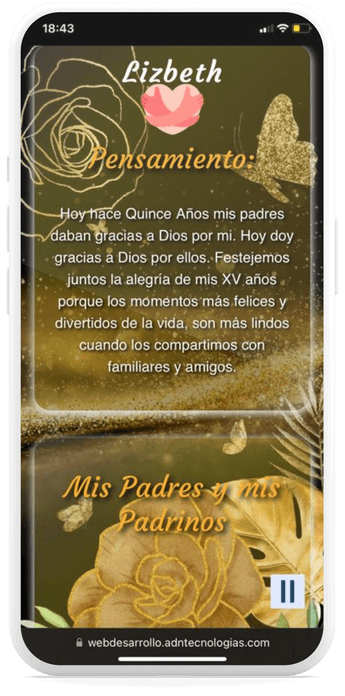 18:43
Lizbeth
Pensamiento:
Hoy hace Quince Años mis padres
daban gracias a Dios por mí. Hoy doy
gracias a Dios por ellos. Festejemos
juntos la alegría de mis XV años
porque los momentos más felices y
divertidos de la vida, son más lindos
cuando los compartimos con
familiares y amigos.
Mis Padres y mis
Padrinos
webdesarrollo.adntecnologias.com